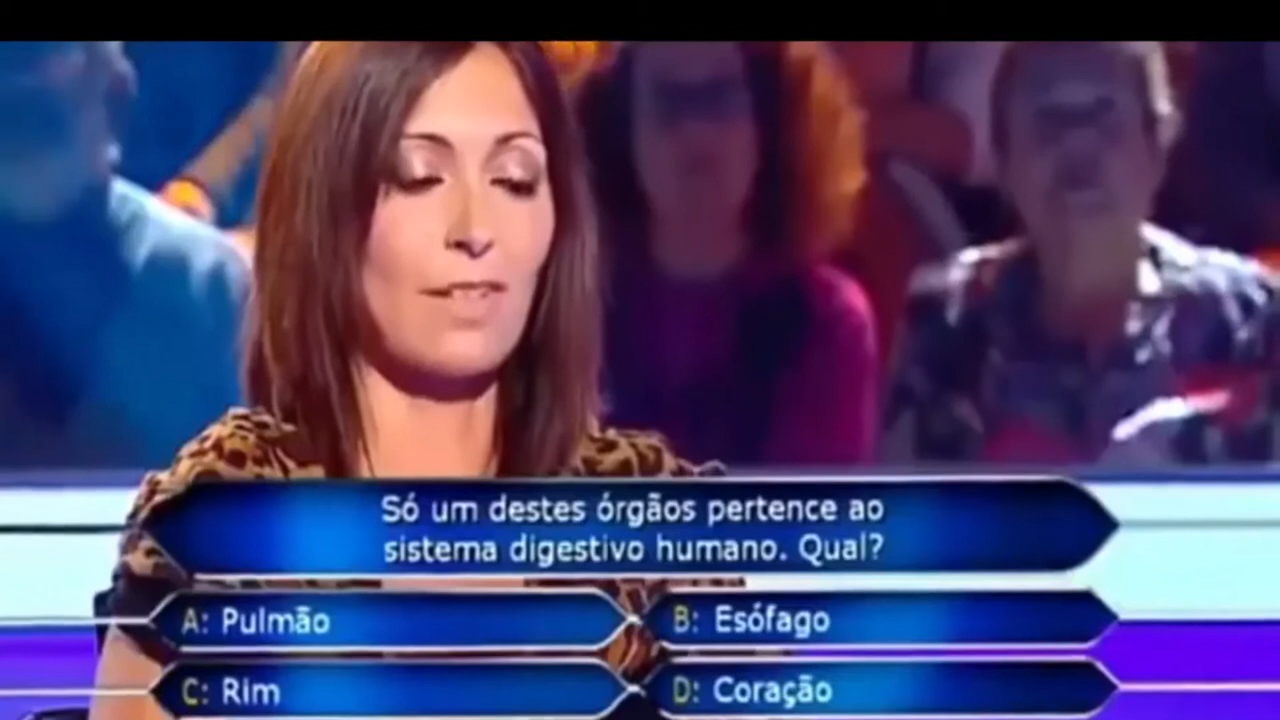 Só um destes órgãos pertence ao
sistema digestivo humano. Qual?
A: Pulmão
B: Esófago
C: Rim
D: Coração